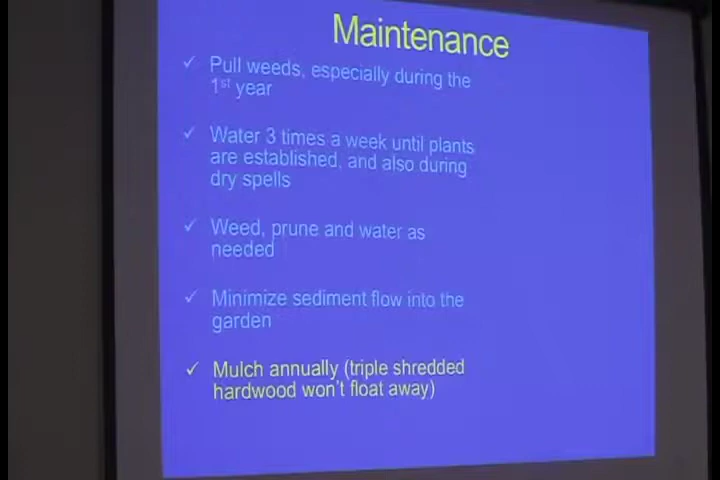 Maintenance
✓ Pull weeds, especially during the
1st year
✓ Water 3 times a week until plants
are established, and also during
dry spells
✓ Weed, prune and water as
needed
✓ Minimize sediment flow into the
garden
✓ Mulch annually (triple shredded
hardwood won't float away)